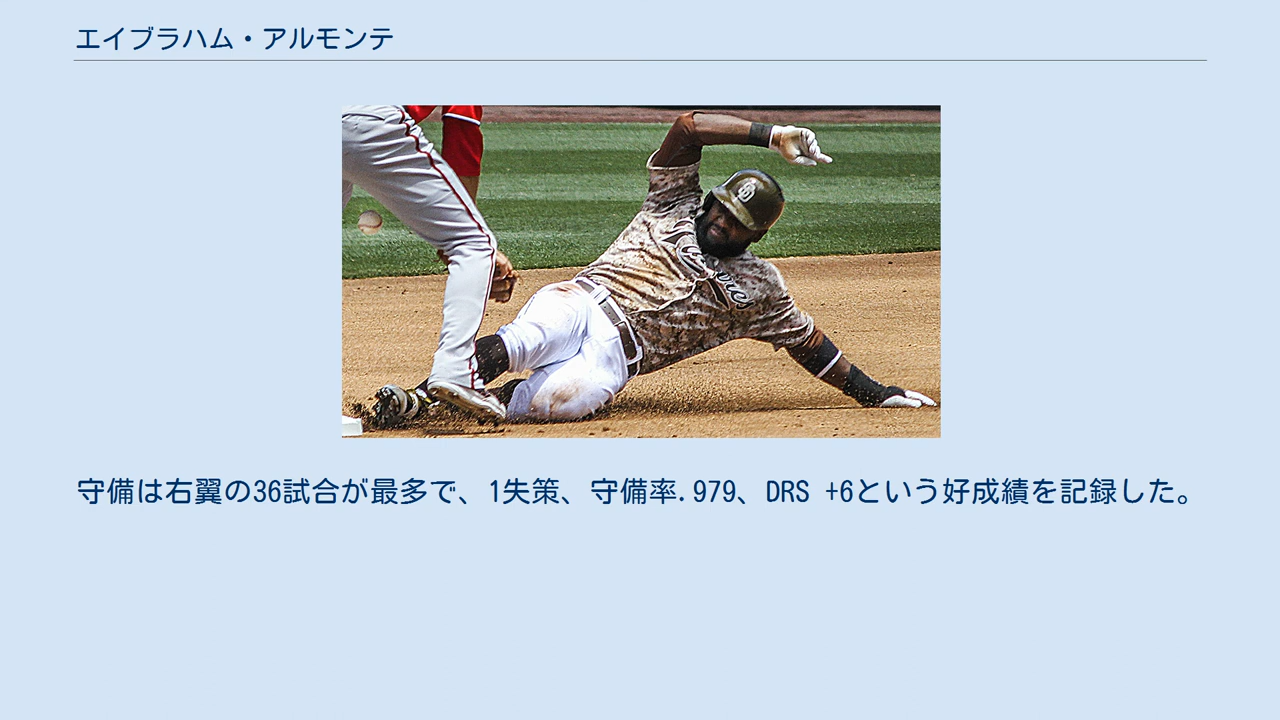 エイブラハム・アルモンテ
守備は右翼の36試合が最多で、1失策、守備率.979、DRS +6という好成績を記録した。